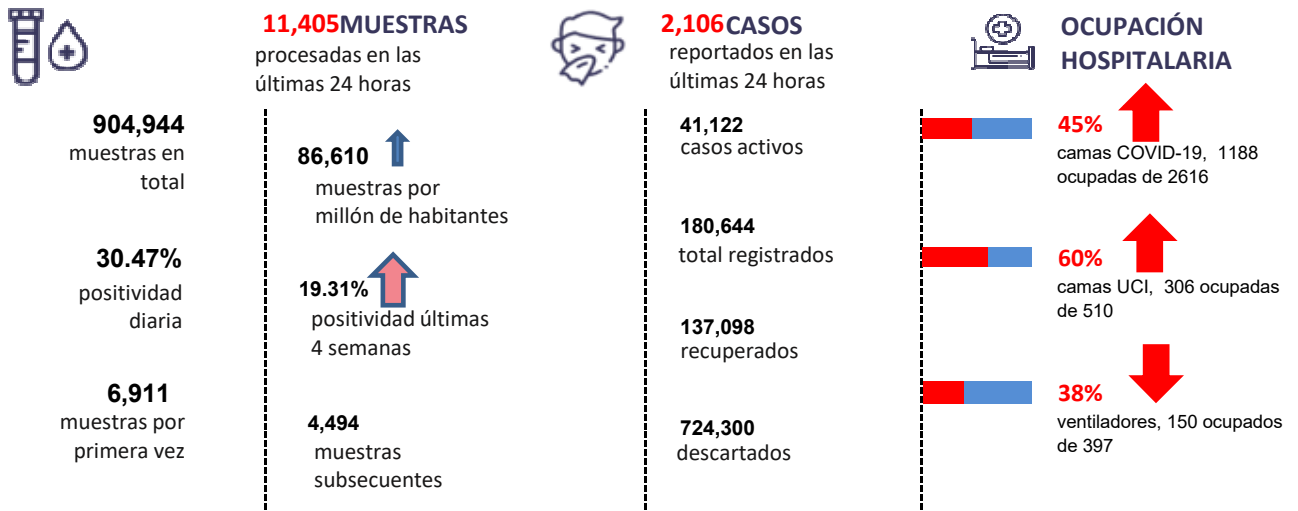 11,405MUESTRAS
procesadas en las
últimas 24 horas
2,106CASOS
reportados en las
últimas 24 horas
OCUPACIÓN
HOSPITALARIA
904,944
muestras en
total
30.47%
positividad
diaria
6,911
muestras por
primera vez
86,610
muestras por
millón de habitantes
19.31%
positividad últimas
4 semanas
4,494
muestras
subsecuentes
41,122
casos activos
180,644
total registrados
137,098
recuperados
724,300
descartados
45%
camas COVID-19, 1188
ocupadas de 2616
60%
camas UCI, 306 ocupadas
de 510
38%
ventiladores, 150 ocupados
de 397